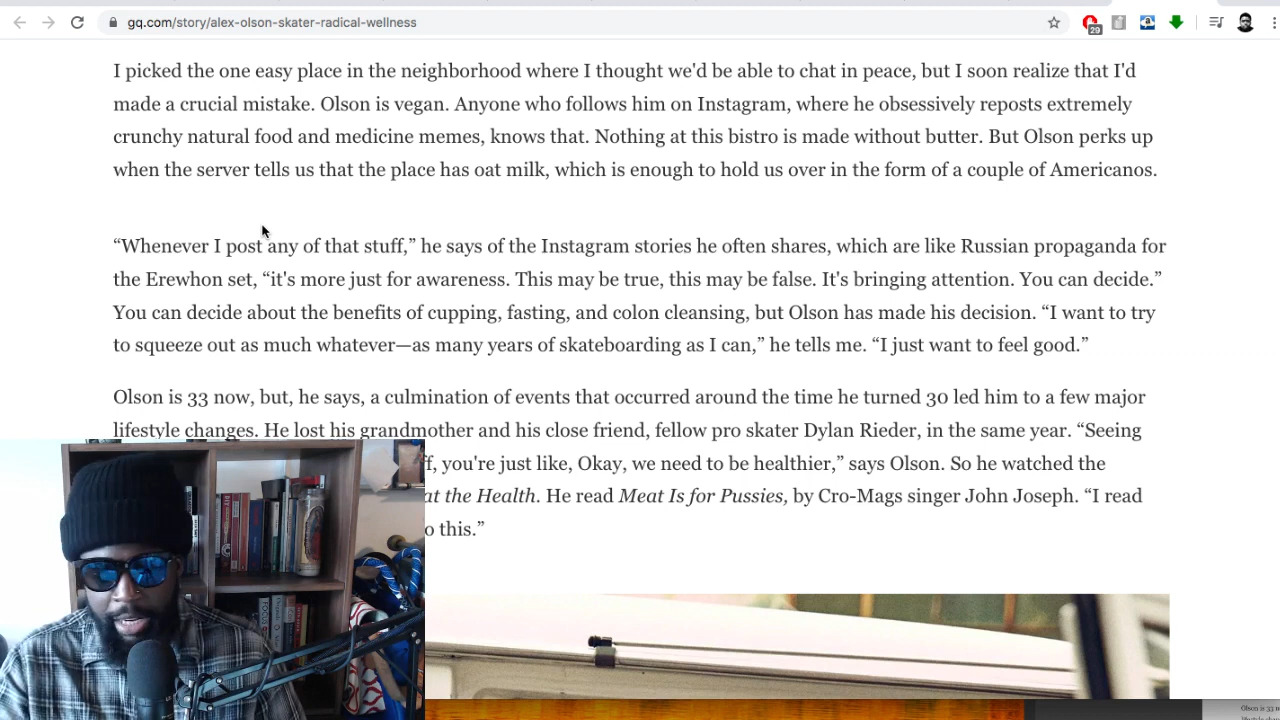 gq.com/story/alex-olson-skater-radical-wellness
29
I picked the one easy place in the neighborhood where I thought we'd be able to chat in peace, but I soon realize that I'd
made a crucial mistake. Olson is vegan. Anyone who follows him on Instagram, where he obsessively reposts extremely
crunchy natural food and medicine memes, knows that. Nothing at this bistro is made without butter. But Olson perks up
when the server tells us that the place has oat milk, which is enough to hold us over in the form of a couple of Americanos.
“Whenever I post any of that stuff,” he says of the Instagram stories he often shares, which are like Russian propaganda for
the Erewhon set, “it's more just for awareness. This may be true, this may be false. It's bringing attention. You can decide.”
You can decide about the benefits of cupping, fasting, and colon cleansing, but Olson has made his decision. “I want to try
to squeeze out as much whatever—as many years of skateboarding as I can,” he tells me. “I just want to feel good.”
Olson is 33 now, but, he says, a culmination of events that occurred around the time he turned 30 led him to a few major
lifestyle changes. He lost his grandmother and his close friend, fellow pro skater Dylan Rieder, in the same year. “Seeing
f, you're just like, Okay, we need to be healthier,” says Olson. So he watched the
at the Health. He read Meat Is for Pussies, by Cro-Mags singer John Joseph. “I read
o this.”
Olson is 33 n